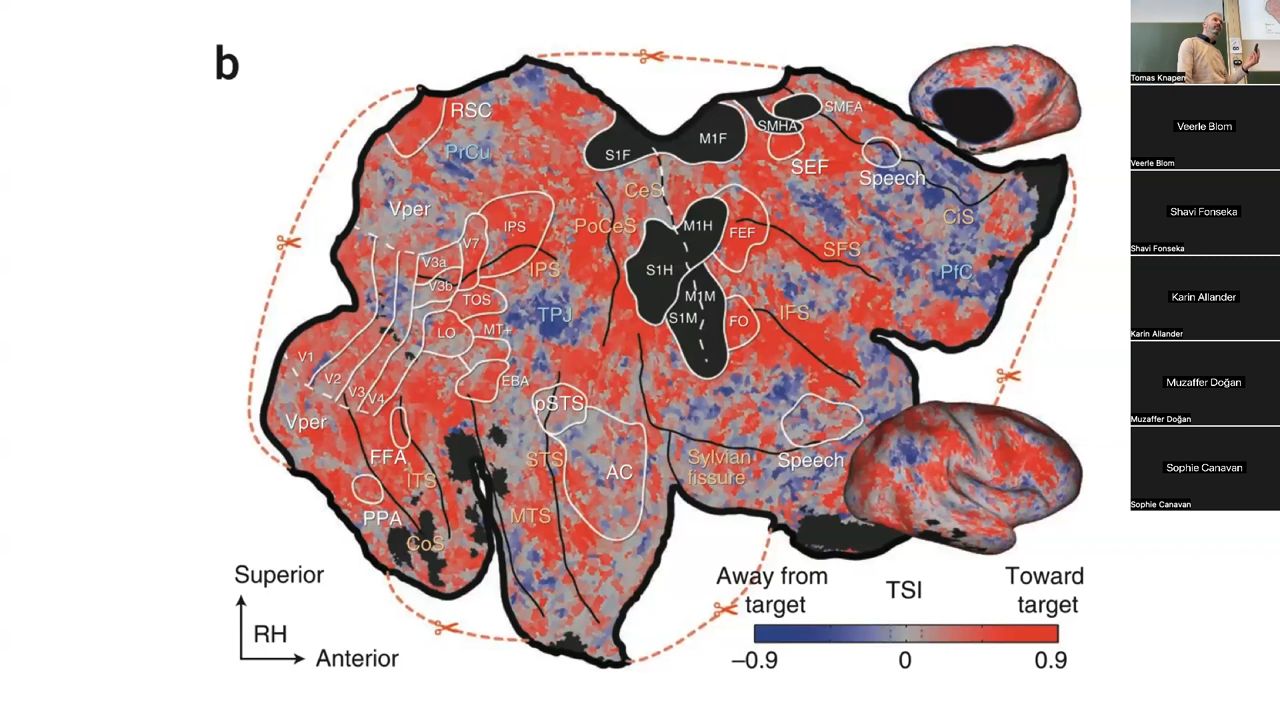 b
RSC
PrCu
Vper
S1F
M1F
SMHA
SMFA
SEF
Speech
CeS
PoCeS
IPS
V7
V3a
V3b
IPS
TOS
LO
MT+
EBA
TPJ
M1H
S1H
M1M
S1M
FEF
FO
SFS
IFS
CiS
PfC
V1
V2
V3
V4
Vper
FFA
ITS
PPA
CoS
pSTS
STS
MTS
AC
Sylvian
fissure
Speech
Superior
RH
Anterior
Away from
target
TSI
Toward
target
–0.9
0
0.9
Tomas Knapen
Veerle Blom
Veerle Blom
Shavi Fonseka
Shavi Fonseka
Karin Allander
Karin Allander
Muzaffer Doğan
Muzaffer Doğan
Sophie Canavan
Sophie Canavan